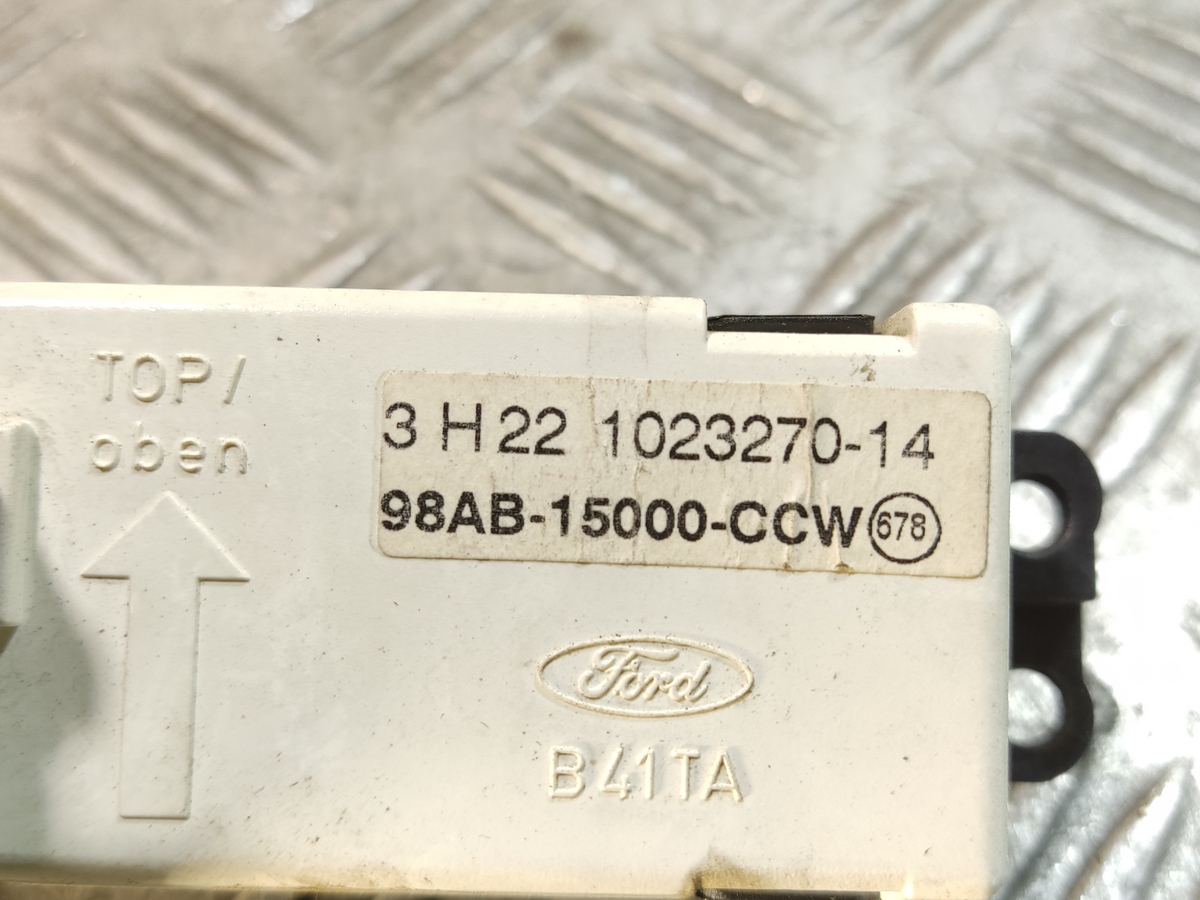 TOP/
oben
3 H22 1023270-14
98AB-15000-CCW 678
Ford
B41TA